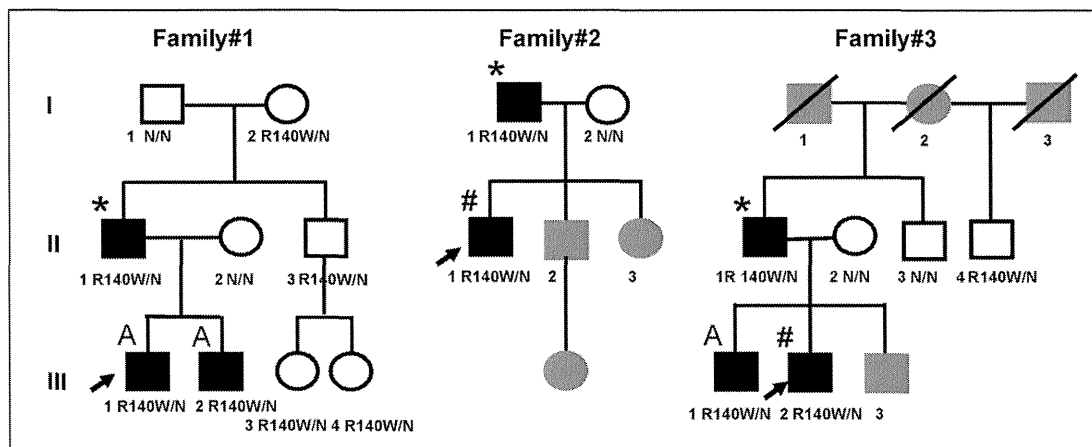 Family#1 Family#2 Family#3
I
*
1 N/N 2 R140W/N 1 R140W/N 2 N/N 1 2 3
II
* # *
1 R140W/N 2 N/N 3 R140W/N 1 R140W/N 2 3 1R 140W/N 2 N/N 3 N/N 4 R140W/N
III
A A A #
1 R140W/N 2 R140W/N 3 R140W/N 4 R140W/N 1 R140W/N 2 R140W/N 3